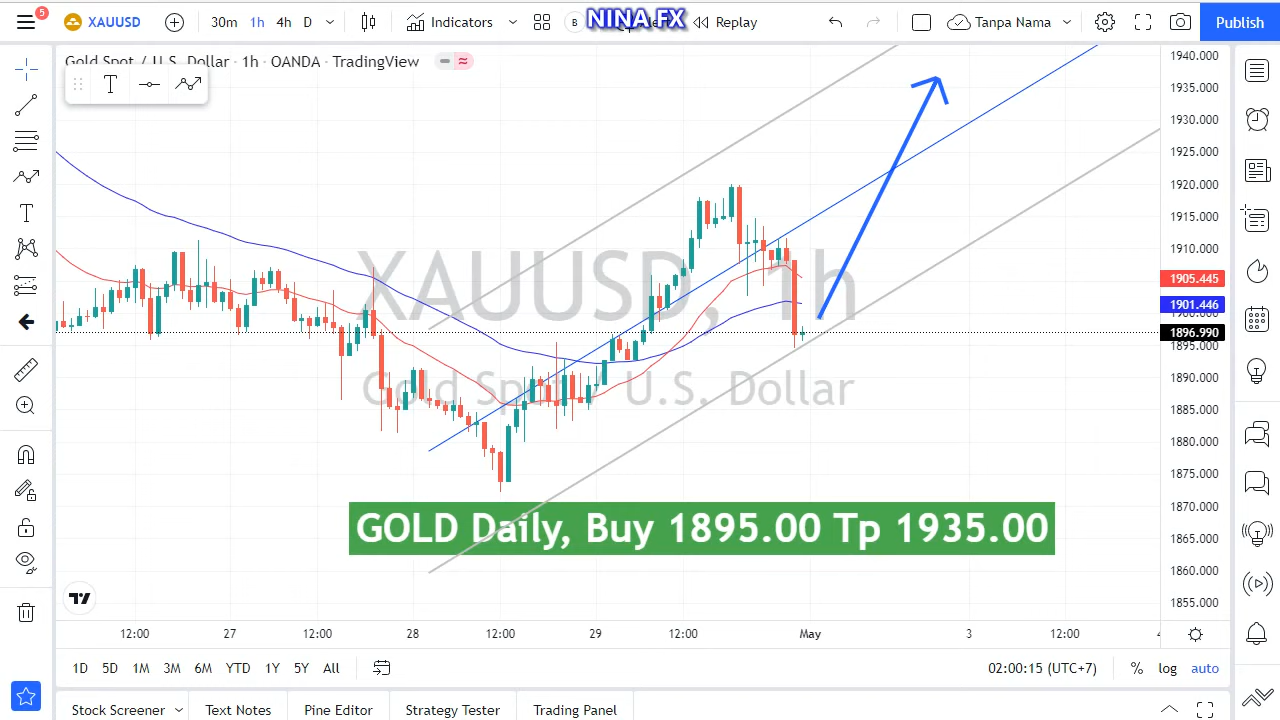 5
XAUUSD
30m 1h 4h D
Indicators
B
NINA FX
Replay
Tanpa Nama
Publish
Gold Spot / U.S. Dollar · 1h · OANDA · TradingView
T
T
XAUUSD, 1h
Gold Spot / U.S. Dollar
GOLD Daily, Buy 1895.00 Tp 1935.00
1940.000
1935.000
1930.000
1925.000
1920.000
1915.000
1910.000
1905.445
1901.446
1900.000
1896.990
1895.000
1890.000
1885.000
1880.000
1875.000
1870.000
1865.000
1860.000
1855.000
12:00 27 12:00 28 12:00 29 12:00 May 3 12:00
1D 5D 1M 3M 6M YTD 1Y 5Y All
02:00:15 (UTC+7) % log auto
Stock Screener Text Notes Pine Editor Strategy Tester Trading Panel